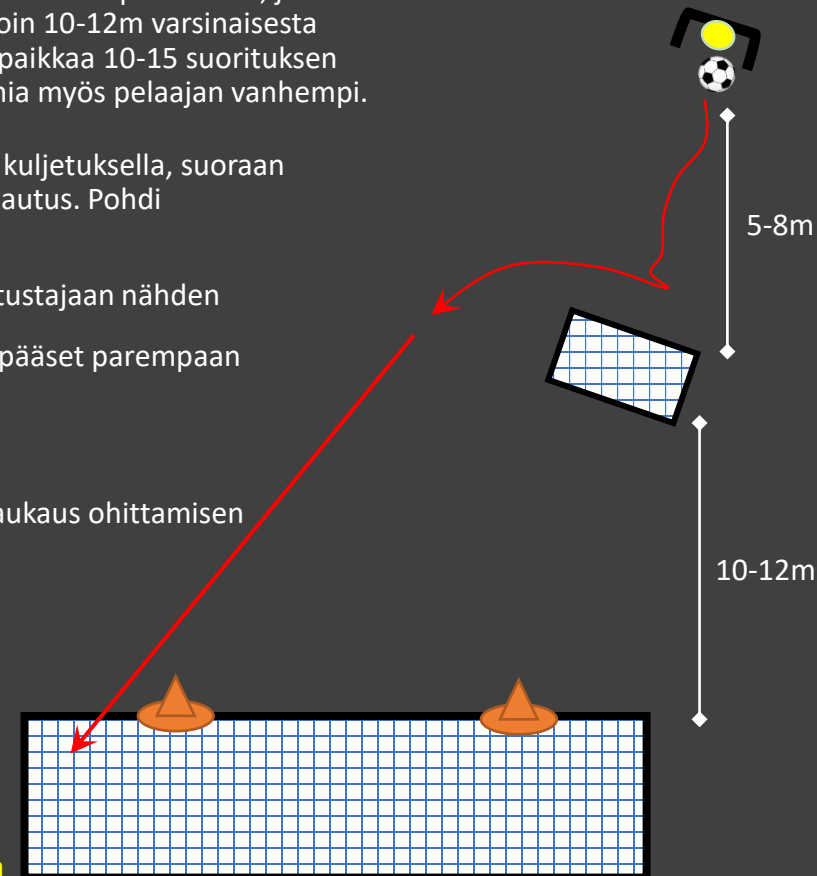 oin 10-12m varsinaisesta
paikkaa 10-15 suorituksen
nia myös pelaajan vanhempi.
kuljetuksella, suoraan
autus. Pohdi
5-8m
tustajaan nähden
pääset parempaan
aukaus ohittamisen
10-12m